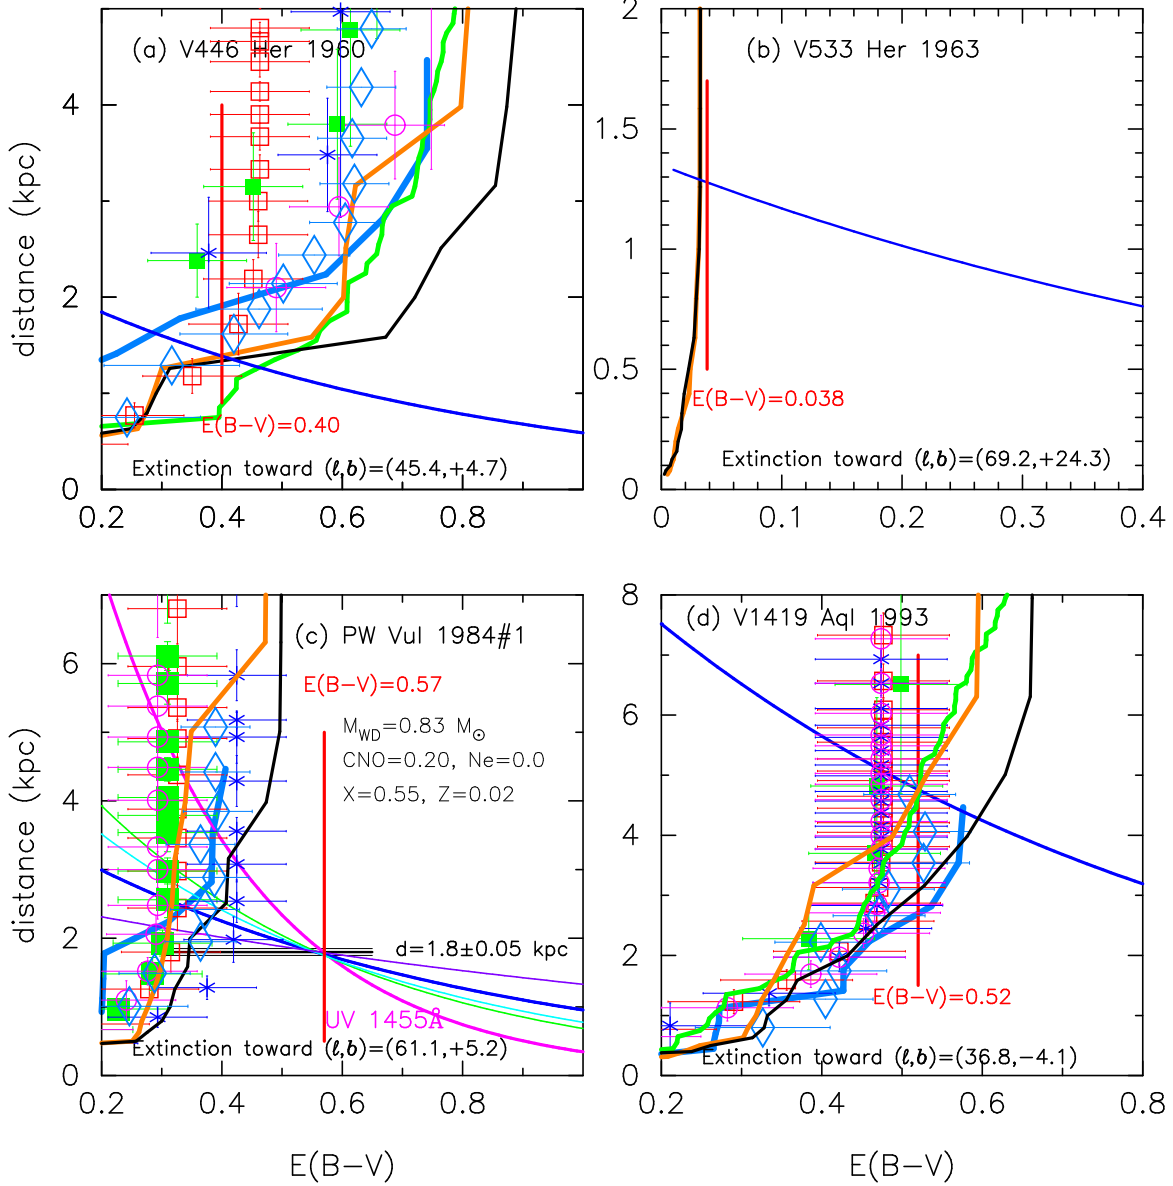 (a) V446 Her 1960
distance (kpc)
4
2
0
E(B−V)=0.40
Extinction toward (ℓ,b)=(45.4,+4.7)
0.2 0.4 0.6 0.8
(b) V533 Her 1963
2
1.5
1
0.5
0
E(B−V)=0.038
Extinction toward (ℓ,b)=(69.2,+24.3)
0 0.1 0.2 0.3 0.4
(c) PW Vul 1984#1
E(B−V)=0.57
M_WD=0.83 M_⊙
CNO=0.20, Ne=0.0
X=0.55, Z=0.02
distance (kpc)
6
4
2
0
d=1.8±0.05 kpc
UV 1455Å
Extinction toward (ℓ,b)=(61.1,+5.2)
0.2 0.4 0.6 0.8
E(B−V)
(d) V1419 Aql 1993
8
6
4
2
0
E(B−V)=0.52
Extinction toward (ℓ,b)=(36.8,−4.1)
0.2 0.4 0.6 0.8
E(B−V)